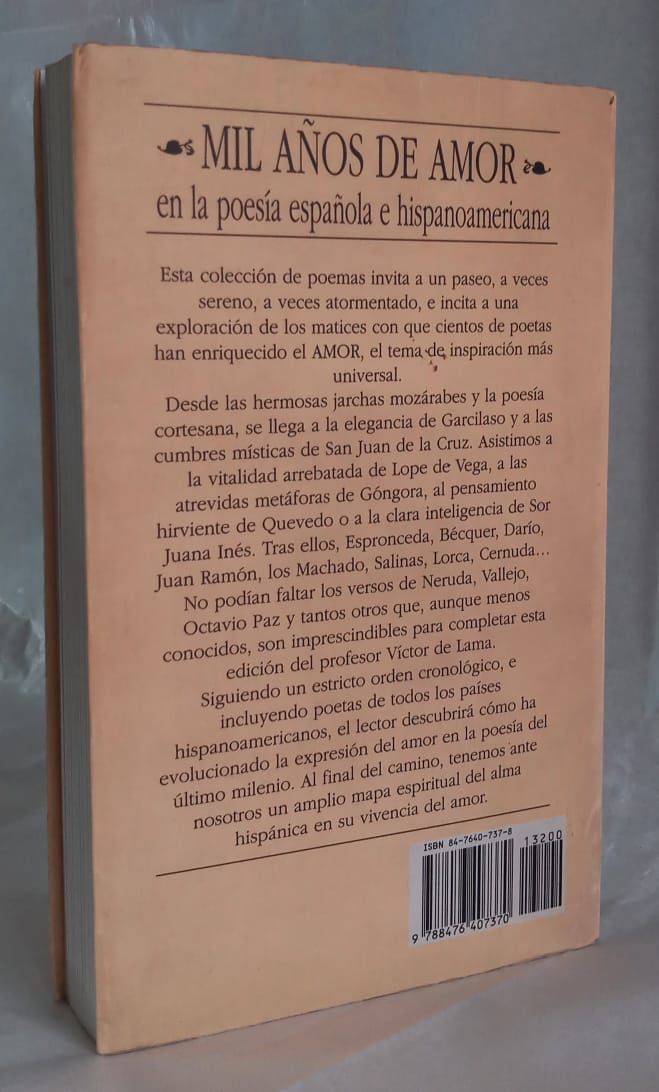 MIL AÑOS DE AMOR
en la poesía española e hispanoamericana
Esta colección de poemas invita a un paseo, a veces
sereno, a veces atormentado, e incita a una
exploración de los matices con que cientos de poetas
han enriquecido el AMOR, el tema de inspiración más
universal.
Desde las hermosas jarchas mozárabes y la poesía
cortesana, se llega a la elegancia de Garcilaso y a las
cumbres místicas de San Juan de la Cruz. Asistimos a
la vitalidad arrebatada de Lope de Vega, a las
atrevidas metáforas de Góngora, al pensamiento
hirviente de Quevedo o a la clara inteligencia de Sor
Juana Inés. Tras ellos, Espronceda, Bécquer, Darío,
Juan Ramón, los Machado, Salinas, Lorca, Cernuda...
No podían faltar los versos de Neruda, Vallejo,
Octavio Paz y tantos otros que, aunque menos
conocidos, son imprescindibles para completar esta
edición del profesor Víctor de Lama.
Siguiendo un estricto orden cronológico, e
incluyendo poetas de todos los países
hispanoamericanos, el lector descubrirá cómo ha
evolucionado la expresión del amor en la poesía del
último milenio. Al final del camino, tenemos ante
nosotros un amplio mapa espiritual del alma
hispánica en su vivencia del amor.
ISBN 84-7640-737-8
13200
9 788476 407370